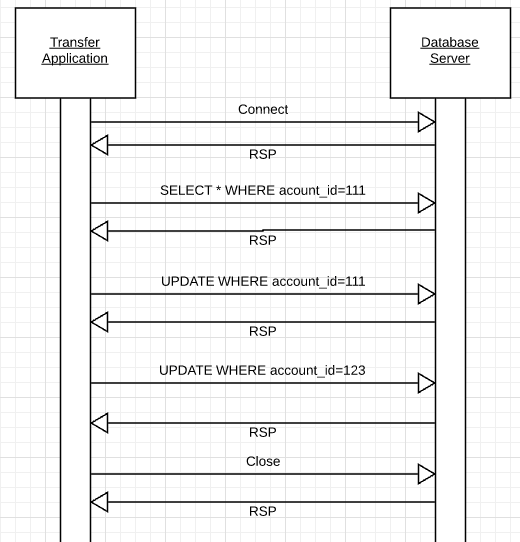 Transfer
Application
Database
Server
Connect
RSP
SELECT * WHERE acount_id=111
RSP
UPDATE WHERE account_id=111
RSP
UPDATE WHERE account_id=123
RSP
Close
RSP